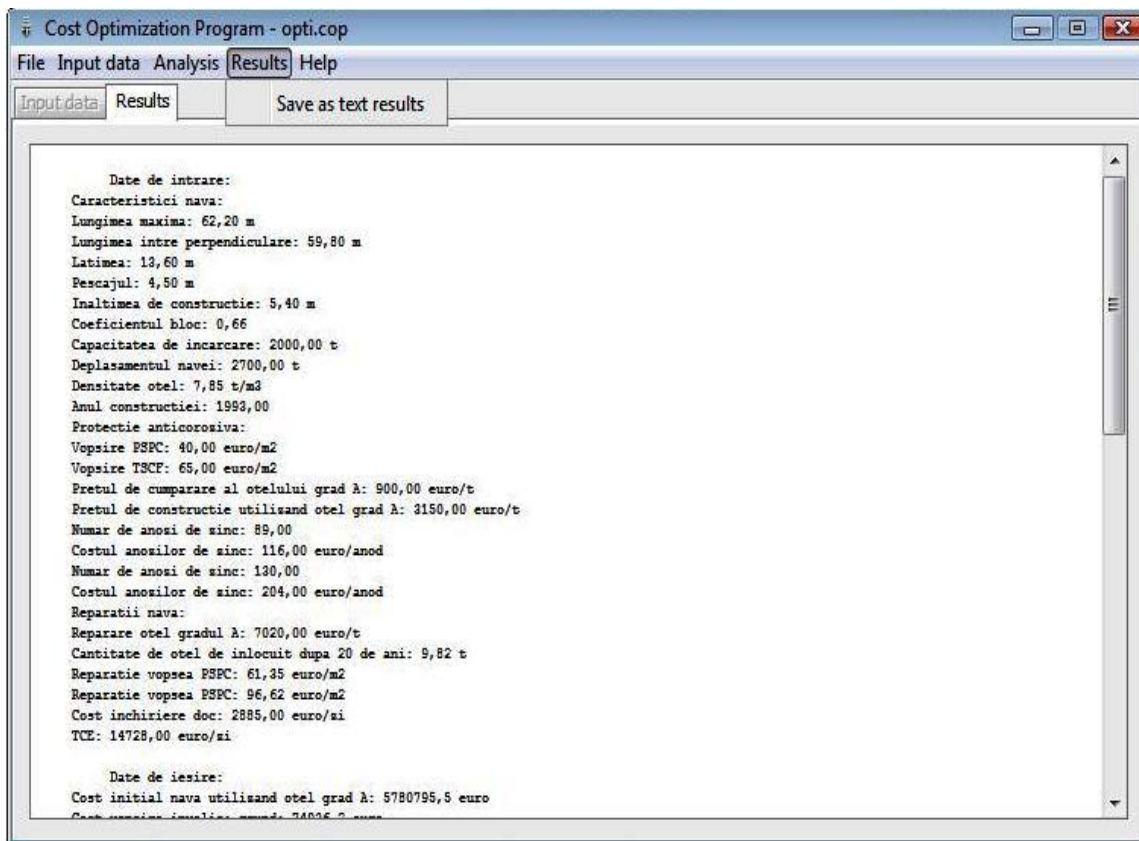 Cost Optimization Program - opti.cop
File Input data Analysis Results Help
Input data Results Save as text results
Date de intrare:
Caracteristici nava:
Lungimea maxima: 62,20 m
Lungimea intre perpendiculare: 59,80 m
Latimea: 13,60 m
Pescajul: 4,50 m
Inaltimea de constructie: 5,40 m
Coeficientul bloc: 0,66
Capacitatea de incarcare: 2000,00 t
Deplasamentul navei: 2700,00 t
Densitate otel: 7,85 t/m3
Anul constructiei: 1993,00
Protectie anticorosiva:
Vopsire PSPC: 40,00 euro/m2
Vopsire TSCF: 65,00 euro/m2
Pretul de cumparare al otelului grad A: 900,00 euro/t
Pretul de constructie utilizand otel grad A: 3150,00 euro/t
Numar de anozi de zinc: 89,00
Costul anozilor de zinc: 116,00 euro/anod
Numar de anozi de zinc: 130,00
Costul anozilor de zinc: 204,00 euro/anod
Reparatii nava:
Reparare otel gradul A: 7020,00 euro/t
Cantitate de otel de inlocuit dupa 20 de ani: 9,82 t
Reparatie vopsea PSPC: 61,35 euro/m2
Reparatie vopsea PSPC: 96,62 euro/m2
Cost inchiriere doc: 2885,00 euro/zi
TCE: 14728,00 euro/zi
Date de iesire:
Cost initial nava utilizand otel grad A: 5780795,5 euro